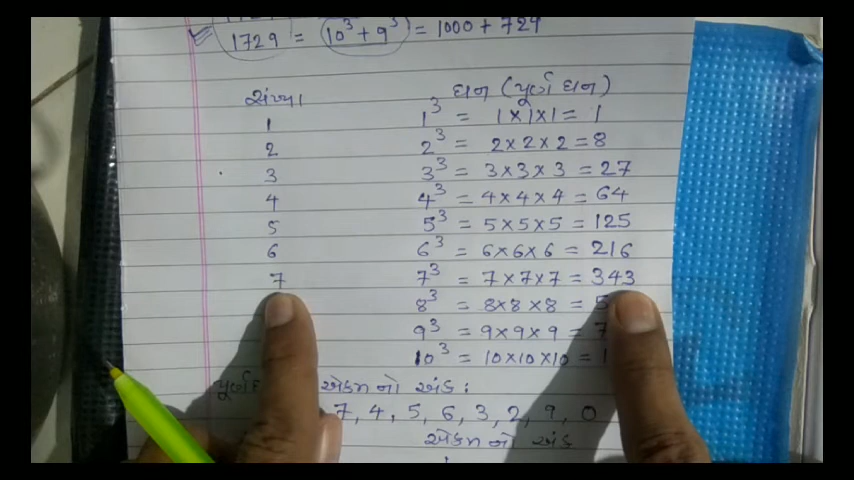 1729 = 10³ + 9³ = 1000 + 729
સંખ્યા ઘન (પૂર્ણ ઘન)
1 1³ = 1×1×1 = 1
2 2³ = 2×2×2 = 8
3 3³ = 3×3×3 = 27
4 4³ = 4×4×4 = 64
5 5³ = 5×5×5 = 125
6 6³ = 6×6×6 = 216
7 7³ = 7×7×7 = 343
8³ = 8×8×8 = 5
9³ = 9×9×9 = 7
10³ = 10×10×10 = 1
એકમ નો અંક :
7, 4, 5, 6, 3, 2, 9, 0
એકમ નો અંક